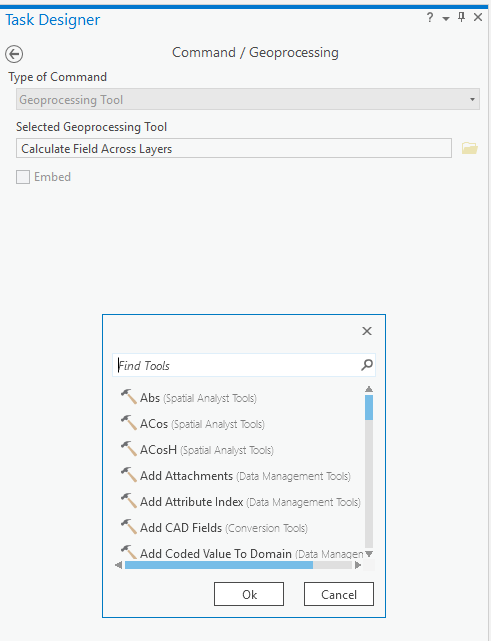 Task Designer
?
Command / Geoprocessing
Type of Command
Geoprocessing Tool
Selected Geoprocessing Tool
Calculate Field Across Layers
Embed
Find Tools
Abs (Spatial Analyst Tools)
ACos (Spatial Analyst Tools)
ACosH (Spatial Analyst Tools)
Add Attachments (Data Management Tools)
Add Attribute Index (Data Management Tools)
Add CAD Fields (Conversion Tools)
Add Coded Value To Domain (Data Managen
Ok Cancel